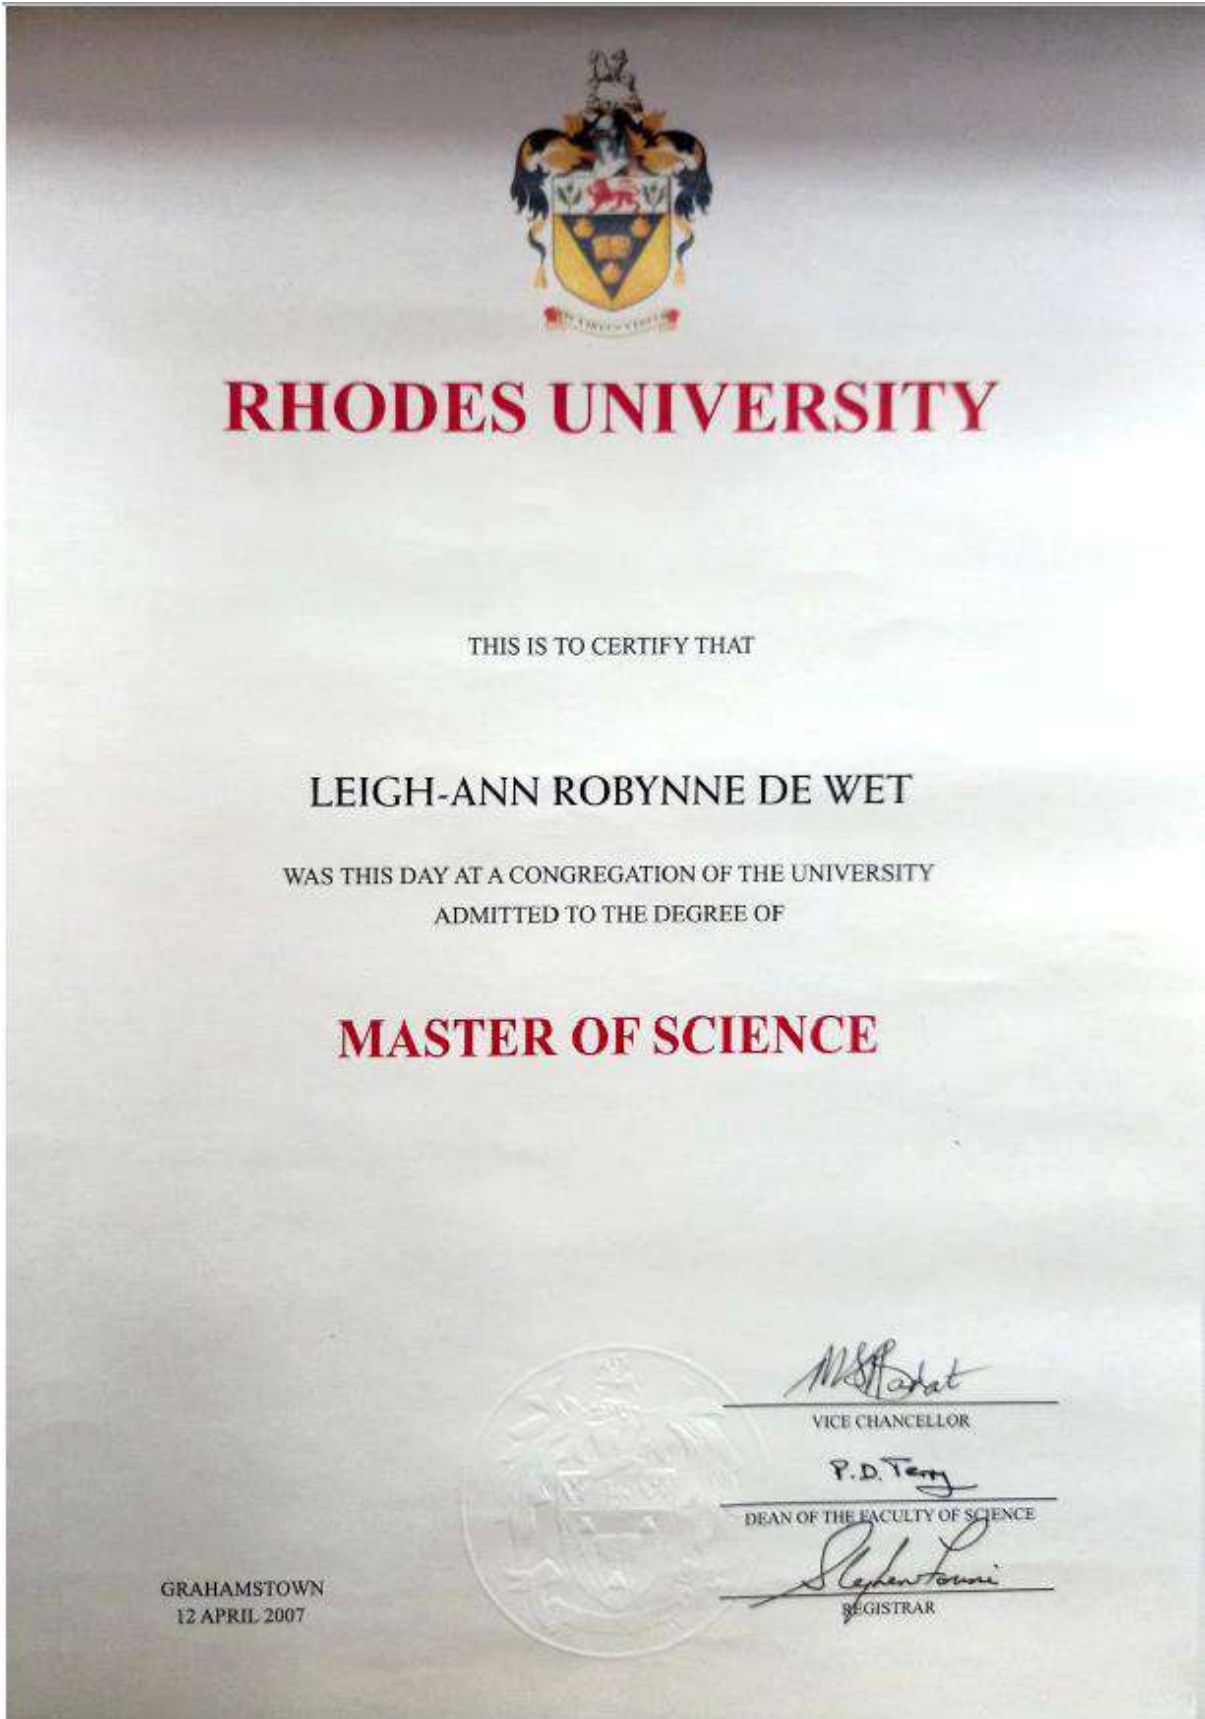 RHODES UNIVERSITY
THIS IS TO CERTIFY THAT
LEIGH-ANN ROBYNNE DE WET
WAS THIS DAY AT A CONGREGATION OF THE UNIVERSITY
ADMITTED TO THE DEGREE OF
MASTER OF SCIENCE
VICE CHANCELLOR
P.D. Terry
DEAN OF THE FACULTY OF SCIENCE
REGISTRAR
GRAHAMSTOWN
12 APRIL 2007